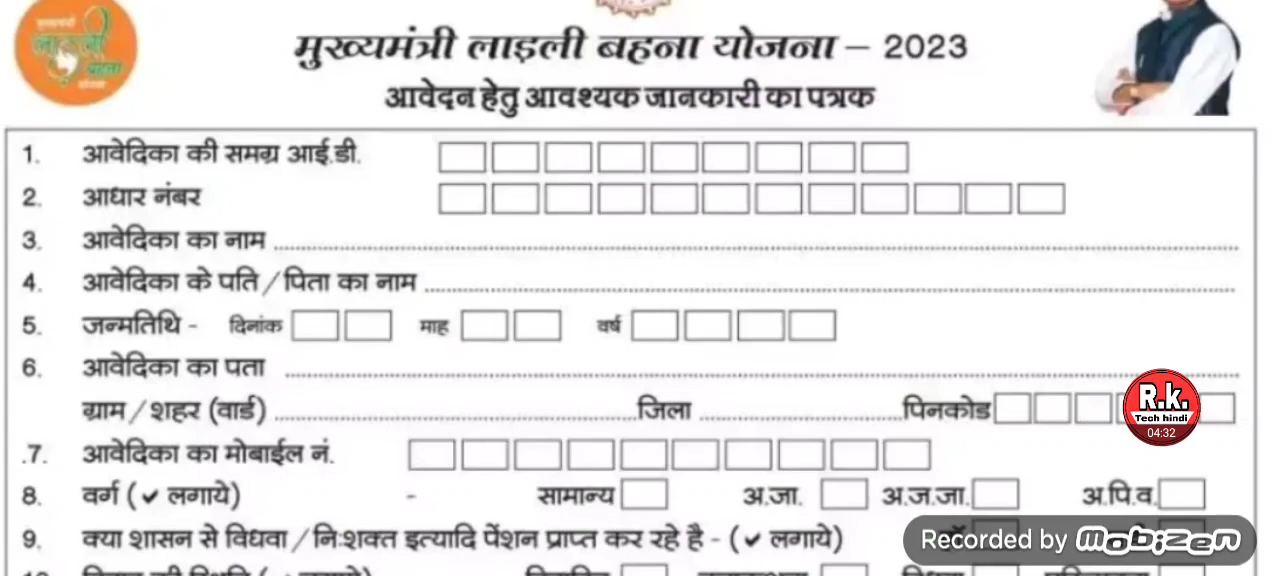 मुख्यमंत्री लाड़ली बहना योजना – 2023
आवेदन हेतु आवश्यक जानकारी का पत्रक
1. आवेदिका की समग्र आई.डी.
2. आधार नंबर
3. आवेदिका का नाम
4. आवेदिका के पति / पिता का नाम
5. जन्मतिथि - दिनांक माह वर्ष
6. आवेदिका का पता
ग्राम / शहर (वार्ड) जिला पिनकोड
R.k.
Tech hindi
04:32
.7. आवेदिका का मोबाईल नं.
8. वर्ग (✓ लगाये) - सामान्य अ.जा. अ.ज.जा. अ.पि.व.
9. क्या शासन से विधवा / निःशक्त इत्यादि पेंशन प्राप्त कर रहे है - (✓ लगाये)
Recorded by mobizen